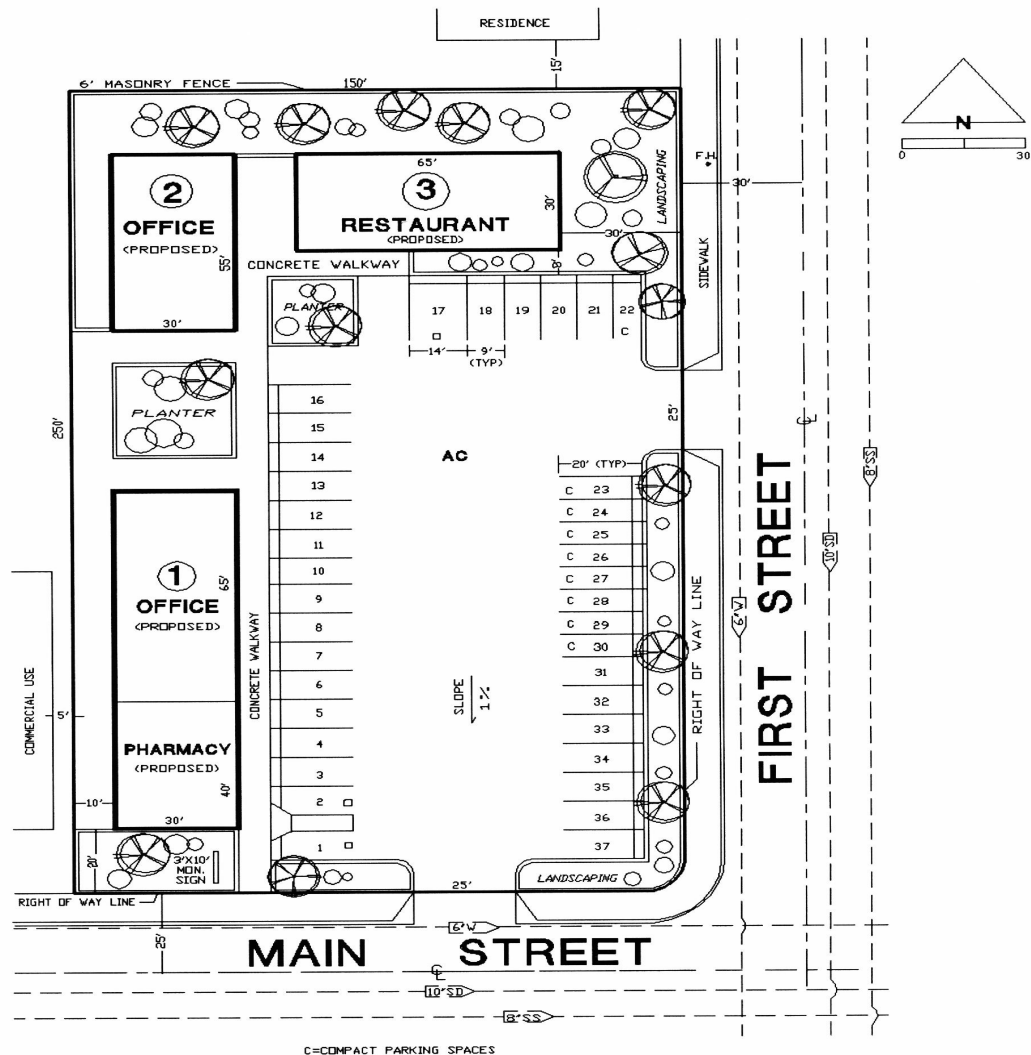 RESIDENCE
15'
6' MASONRY FENCE
150'
N
0
30
2
OFFICE
(PROPOSED)
55'
30'
65'
3
RESTAURANT
(PROPOSED)
30'
LANDSCAPING
F.H.
30'
30'
SIDEWALK
CONCRETE WALKWAY
8'
PLANTER
17
18
19
20
21
22
C
14'
9'
(TYP)
250'
PLANTER
16
15
14
13
12
11
10
9
8
7
6
5
4
3
2
1
AC
25'
20' (TYP)
C 23
C 24
C 25
C 26
C 27
C 28
C 29
C 30
31
32
33
34
35
36
37
SLOPE
1%
1
OFFICE
(PROPOSED)
65'
CONCRETE WALKWAY
COMMERCIAL USE
5'
PHARMACY
(PROPOSED)
40'
10'
30'
20'
3'X10'
MON.
SIGN
RIGHT OF WAY LINE
25'
25'
LANDSCAPING
RIGHT OF WAY LINE
FIRST STREET
6"W
10"SD
8"SS
CL
6"W
MAIN STREET
CL
10"SD
8"SS
C=COMPACT PARKING SPACES